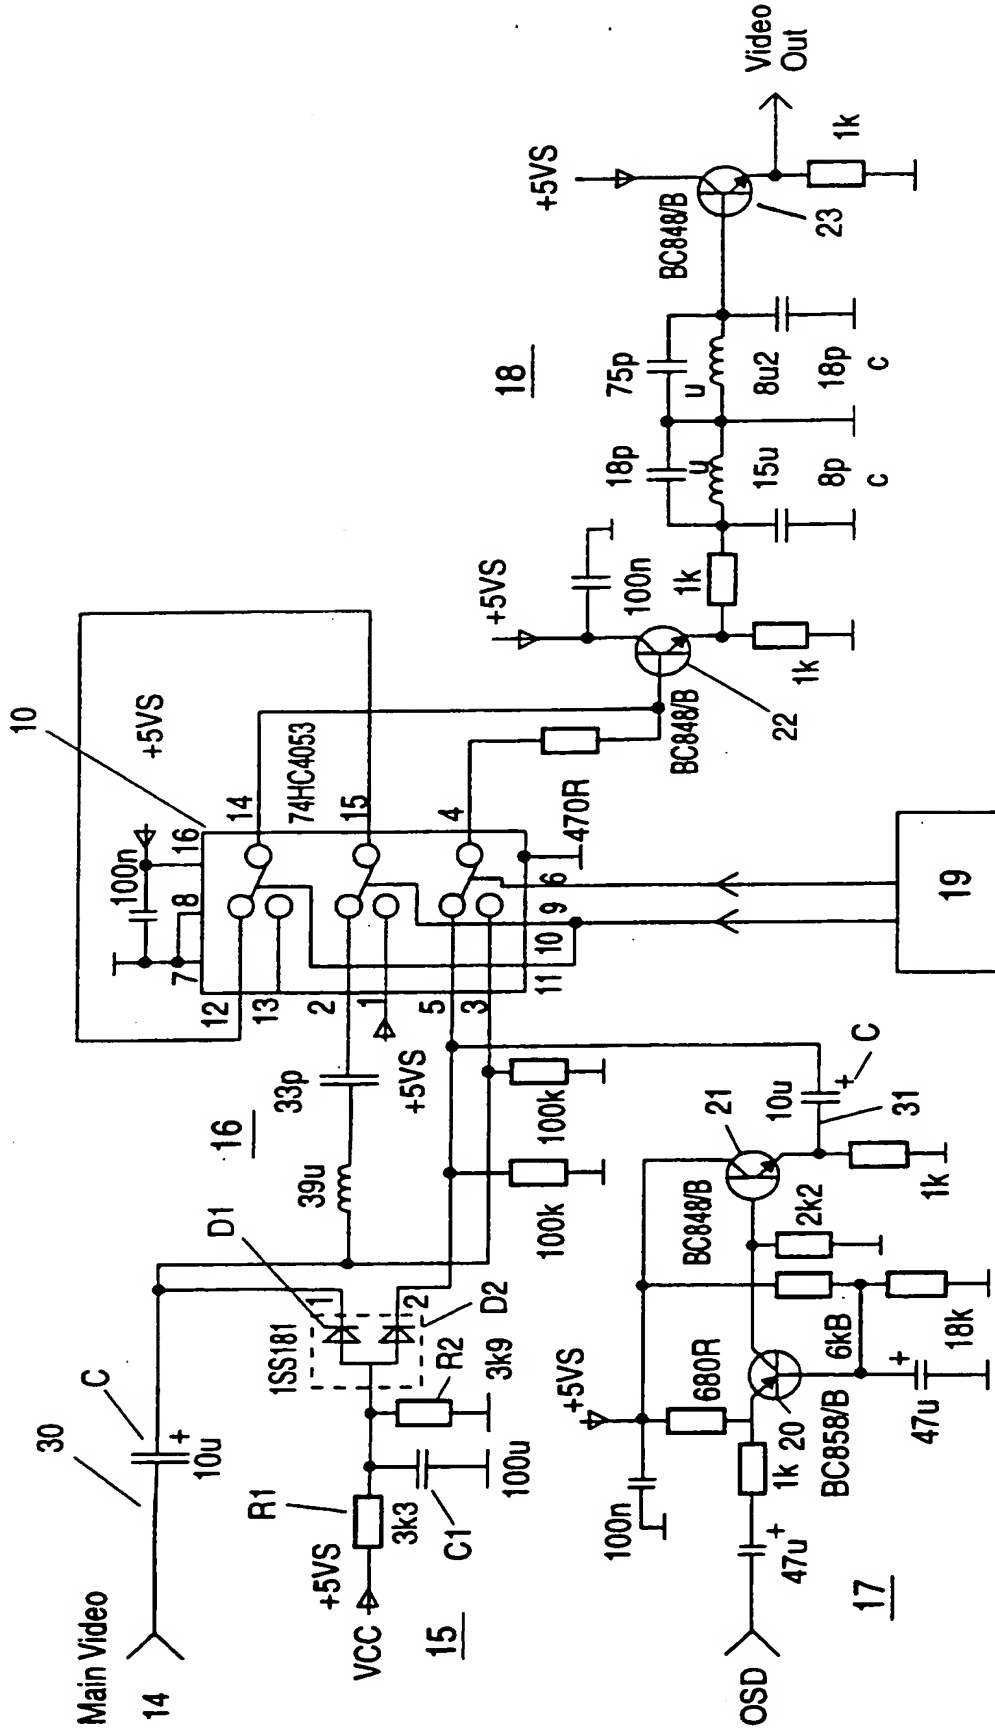 Main Video
14
30
C
+
10u
R1
+5VS
VCC
3k3
C1
100u
R2
3k9
15
1SS181
1
2
D1
D2
39u
16
33p
+5VS
100k
100k
10
+5VS
100n
7
8
16
12
13
2
1
5
3
14
15
4
74HC4053
11
10
9
6
470R
19
OSD
17
47u
+
1k
100n
+5VS
680R
20
BC858/B
47u
+
6kB
18k
2k2
BC848/B
21
1k
10u
+
C
31
BC848/B
22
+5VS
100n
1k
1k
18
18p
u
15u
8p
c
75p
u
8u2
18p
c
BC848/B
23
+5VS
1k
Video
Out